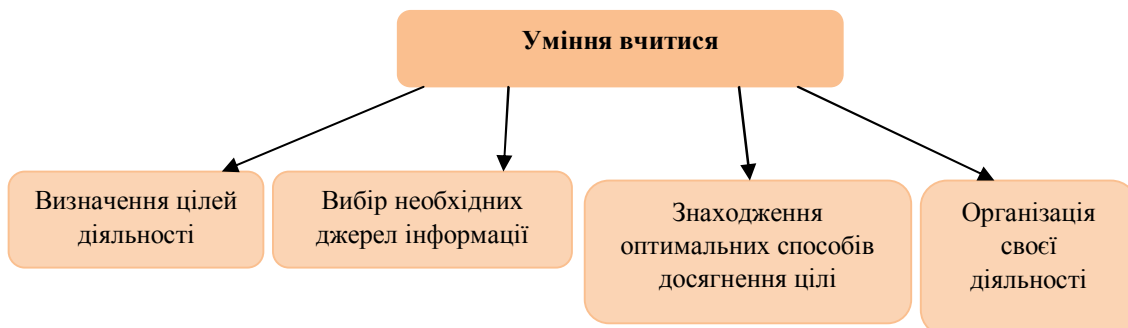 Уміння вчитися
Визначення цілей
діяльності
Вибір необхідних
джерел інформації
Знаходження
оптимальних способів
досягнення цілі
Організація
своєї
діяльності